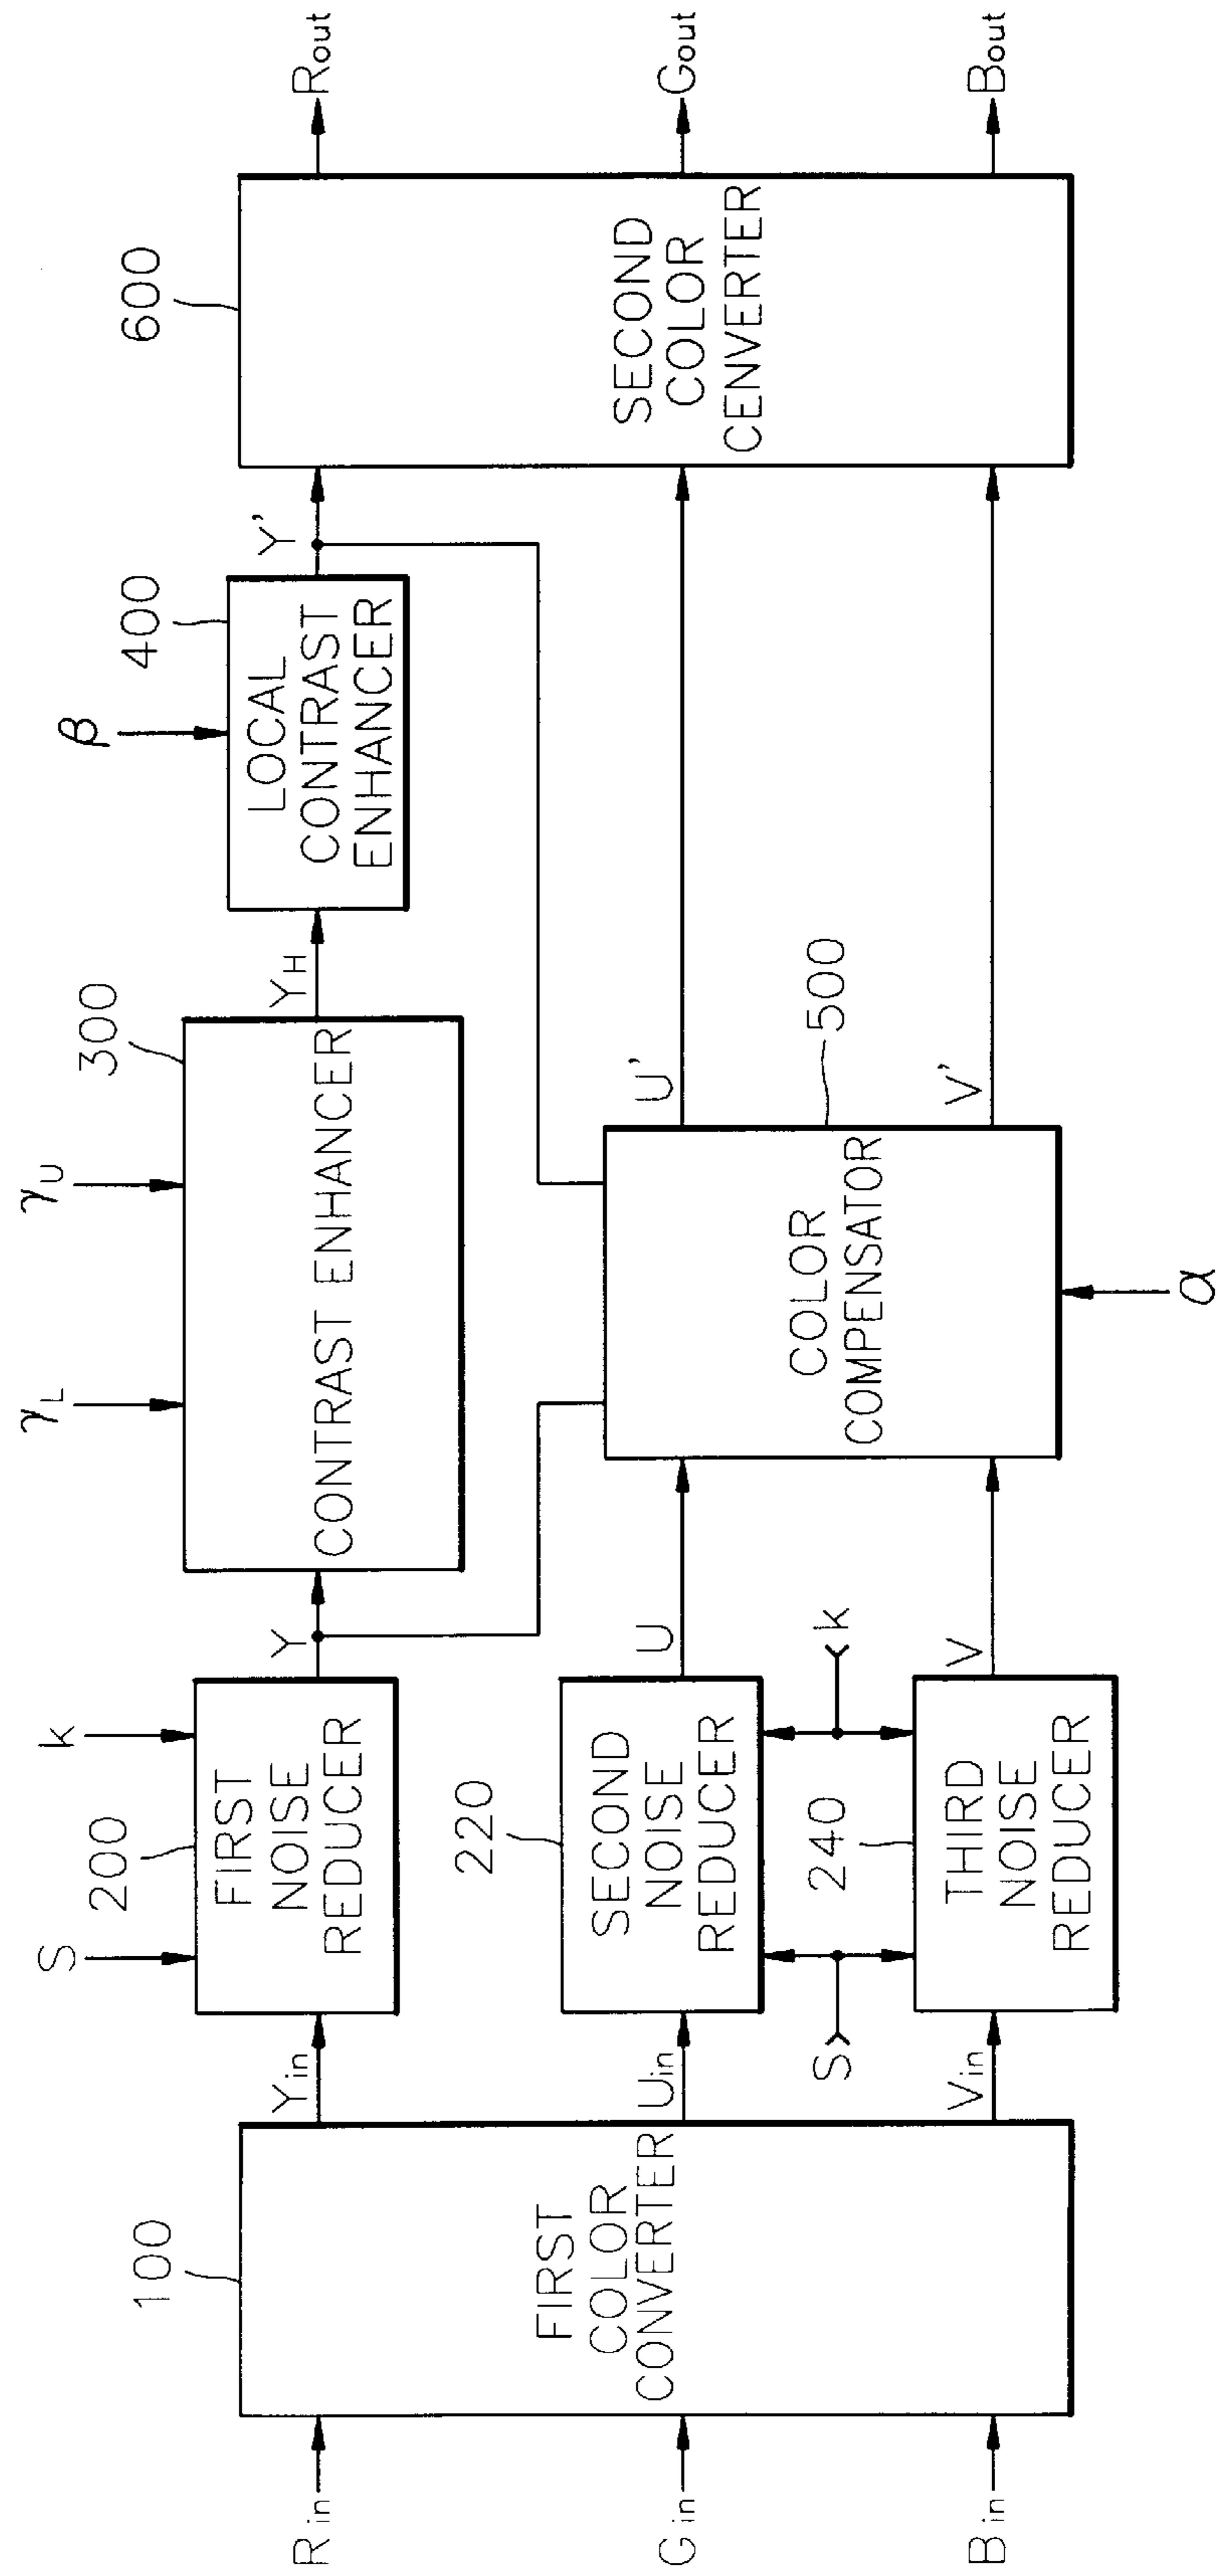 Rin
Gin
Bin
100
FIRST
COLOR
CONVERTER
Yin
Uin
Vin
S
k
200
FIRST
NOISE
REDUCER
220
SECOND
NOISE
REDUCER
S
k
240
THIRD
NOISE
REDUCER
Y
U
V
γL
γU
300
CONTRAST ENHANCER
YH
β
400
LOCAL
CONTRAST
ENHANCER
Y'
500
COLOR
COMPENSATOR
α
U'
V'
600
SECOND
COLOR
CENVERTER
Rout
Gout
Bout